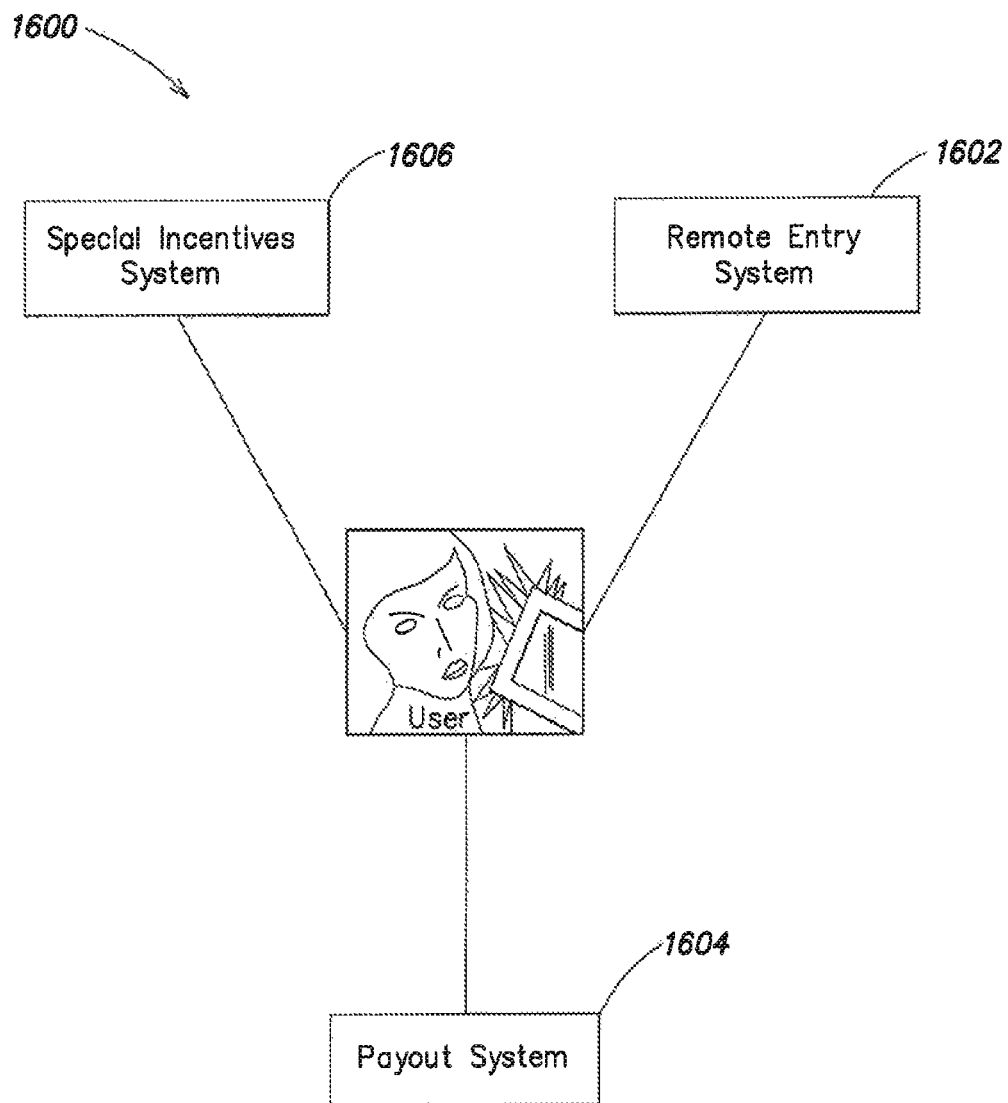 1600
1606
1602
Special Incentives
System
Remote Entry
System
User
1604
Payout System